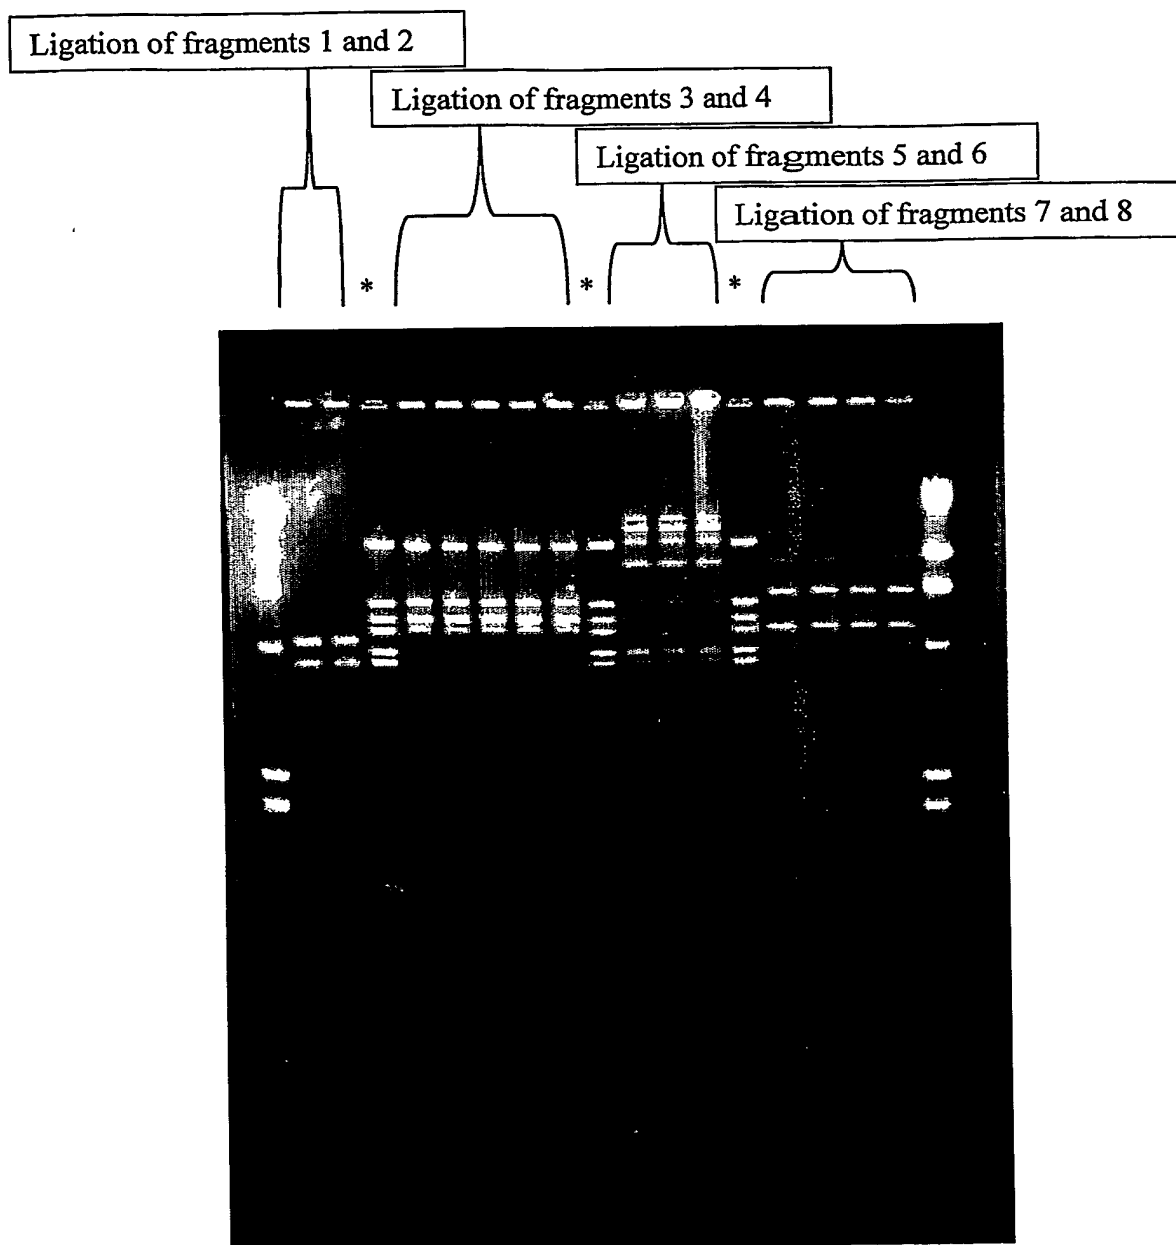 Ligation of fragments 1 and 2
Ligation of fragments 3 and 4
Ligation of fragments 5 and 6
Ligation of fragments 7 and 8
* * *